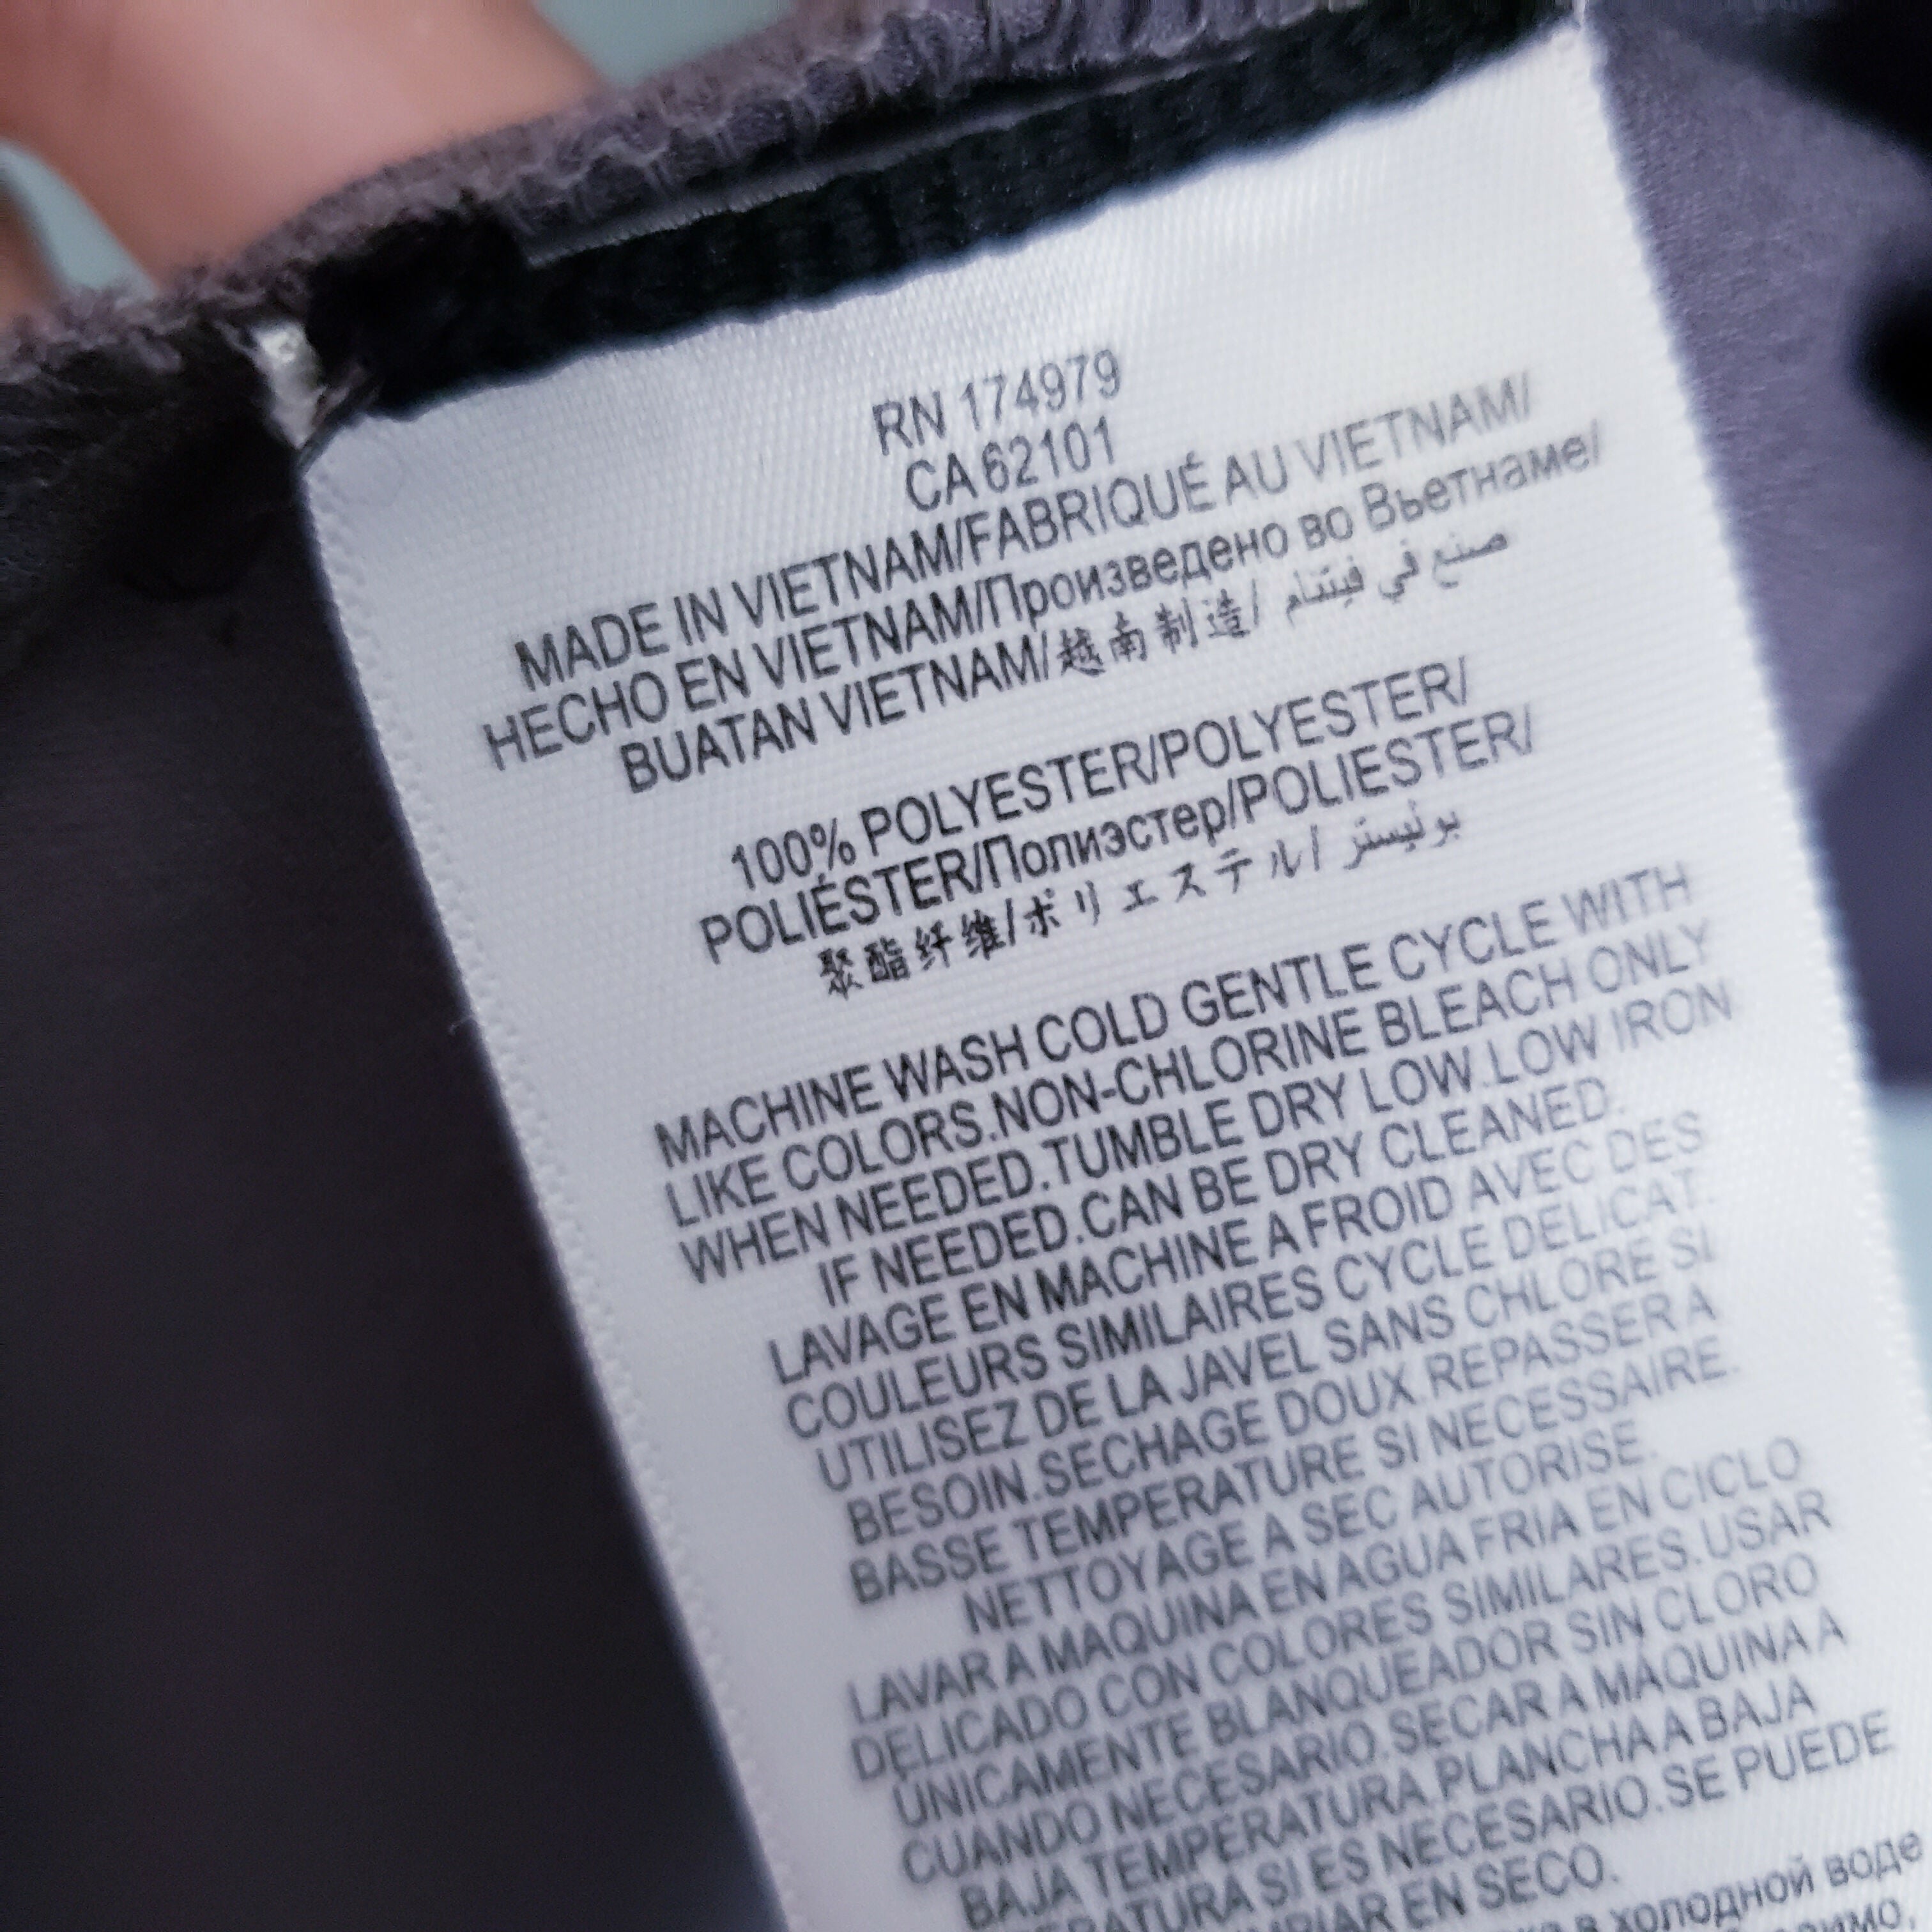 RN 174979
CA 62101
MADE IN VIETNAM/FABRIQUÉ AU VIETNAM/
HECHO EN VIETNAM/Произведено во Вьетнаме/
BUATAN VIETNAM/越南制造/ صنع في فيتنام
100% POLYESTER/POLYESTER/
POLIÉSTER/Полиэстер/POLIESTER/
聚酯纤维/ポリエステル/ بوليستر
MACHINE WASH COLD GENTLE CYCLE WITH
LIKE COLORS.NON-CHLORINE BLEACH ONLY
WHEN NEEDED.TUMBLE DRY LOW.LOW IRON
IF NEEDED.CAN BE DRY CLEANED.
LAVAGE EN MACHINE A FROID AVEC DES
COULEURS SIMILAIRES CYCLE DELICAT.
UTILISEZ DE LA JAVEL SANS CHLORE SI
BESOIN.SECHAGE DOUX.REPASSER A
BASSE TEMPERATURE SI NECESSAIRE.
NETTOYAGE A SEC AUTORISE.
LAVAR A MAQUINA EN AGUA FRIA EN CICLO
DELICADO CON COLORES SIMILARES.USAR
ÚNICAMENTE BLANQUEADOR SIN CLORO
CUANDO NECESARIO.SECAR A MÁQUINA A
BAJA TEMPERATURA.PLANCHA A BAJA
SI ES NECESARIO.SE PUEDE
EN SECO.
в холодной воде